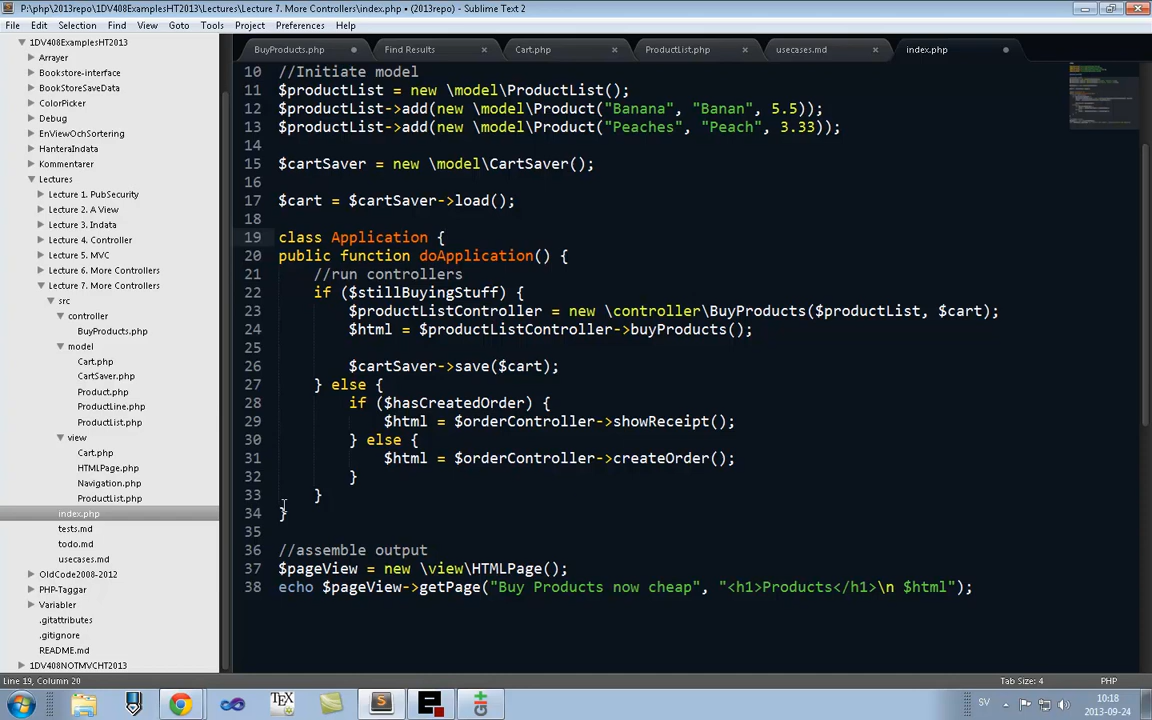 P:\php\2013repo\1DV408ExamplesHT2013\Lectures\Lecture 7. More Controllers\index.php • (2013repo) - Sublime Text 2
File Edit Selection Find View Goto Tools Project Preferences Help
BuyProducts.php Find Results Cart.php ProductList.php usecases.md index.php
1DV408ExamplesHT2013
Arrayer
Bookstore-interface
BookStoreSaveData
ColorPicker
Debug
EnViewOchSortering
HanteraIndata
Kommentarer
Lectures
Lecture 1. PubSecurity
Lecture 2. A View
Lecture 3. Indata
Lecture 4. Controller
Lecture 5. MVC
Lecture 6. More Controllers
Lecture 7. More Controllers
src
controller
BuyProducts.php
model
Cart.php
CartSaver.php
Product.php
ProductLine.php
ProductList.php
view
Cart.php
HTMLPage.php
Navigation.php
ProductList.php
index.php
tests.md
todo.md
usecases.md
OldCode2008-2012
PHP-Taggar
Variabler
.gitattributes
.gitignore
README.md
1DV408NOTMVCHT2013
10 //Initiate model
11 $productList = new \model\ProductList();
12 $productList->add(new \model\Product("Banana", "Banan", 5.5));
13 $productList->add(new \model\Product("Peaches", "Peach", 3.33));
14
15 $cartSaver = new \model\CartSaver();
16
17 $cart = $cartSaver->load();
18
19 class Application {
20 public function doApplication() {
21 //run controllers
22 if ($stillBuyingStuff) {
23 $productListController = new \controller\BuyProducts($productList, $cart);
24 $html = $productListController->buyProducts();
25
26 $cartSaver->save($cart);
27 } else {
28 if ($hasCreatedOrder) {
29 $html = $orderController->showReceipt();
30 } else {
31 $html = $orderController->createOrder();
32 }
33 }
34 }
35
36 //assemble output
37 $pageView = new \view\HTMLPage();
38 echo $pageView->getPage("Buy Products now cheap", "<h1>Products</h1>\n $html");
Line 19, Column 20 Tab Size: 4 PHP
TEX SV 10:18
2013-09-24